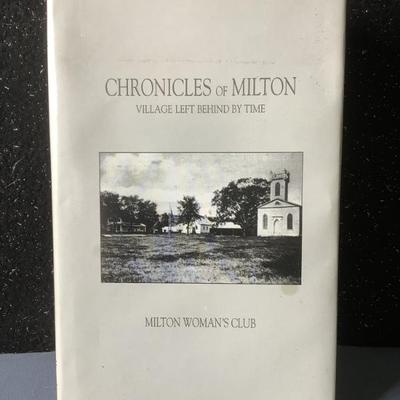 CHRONICLES OF MILTON
VILLAGE LEFT BEHIND BY TIME
MILTON WOMAN'S CLUB